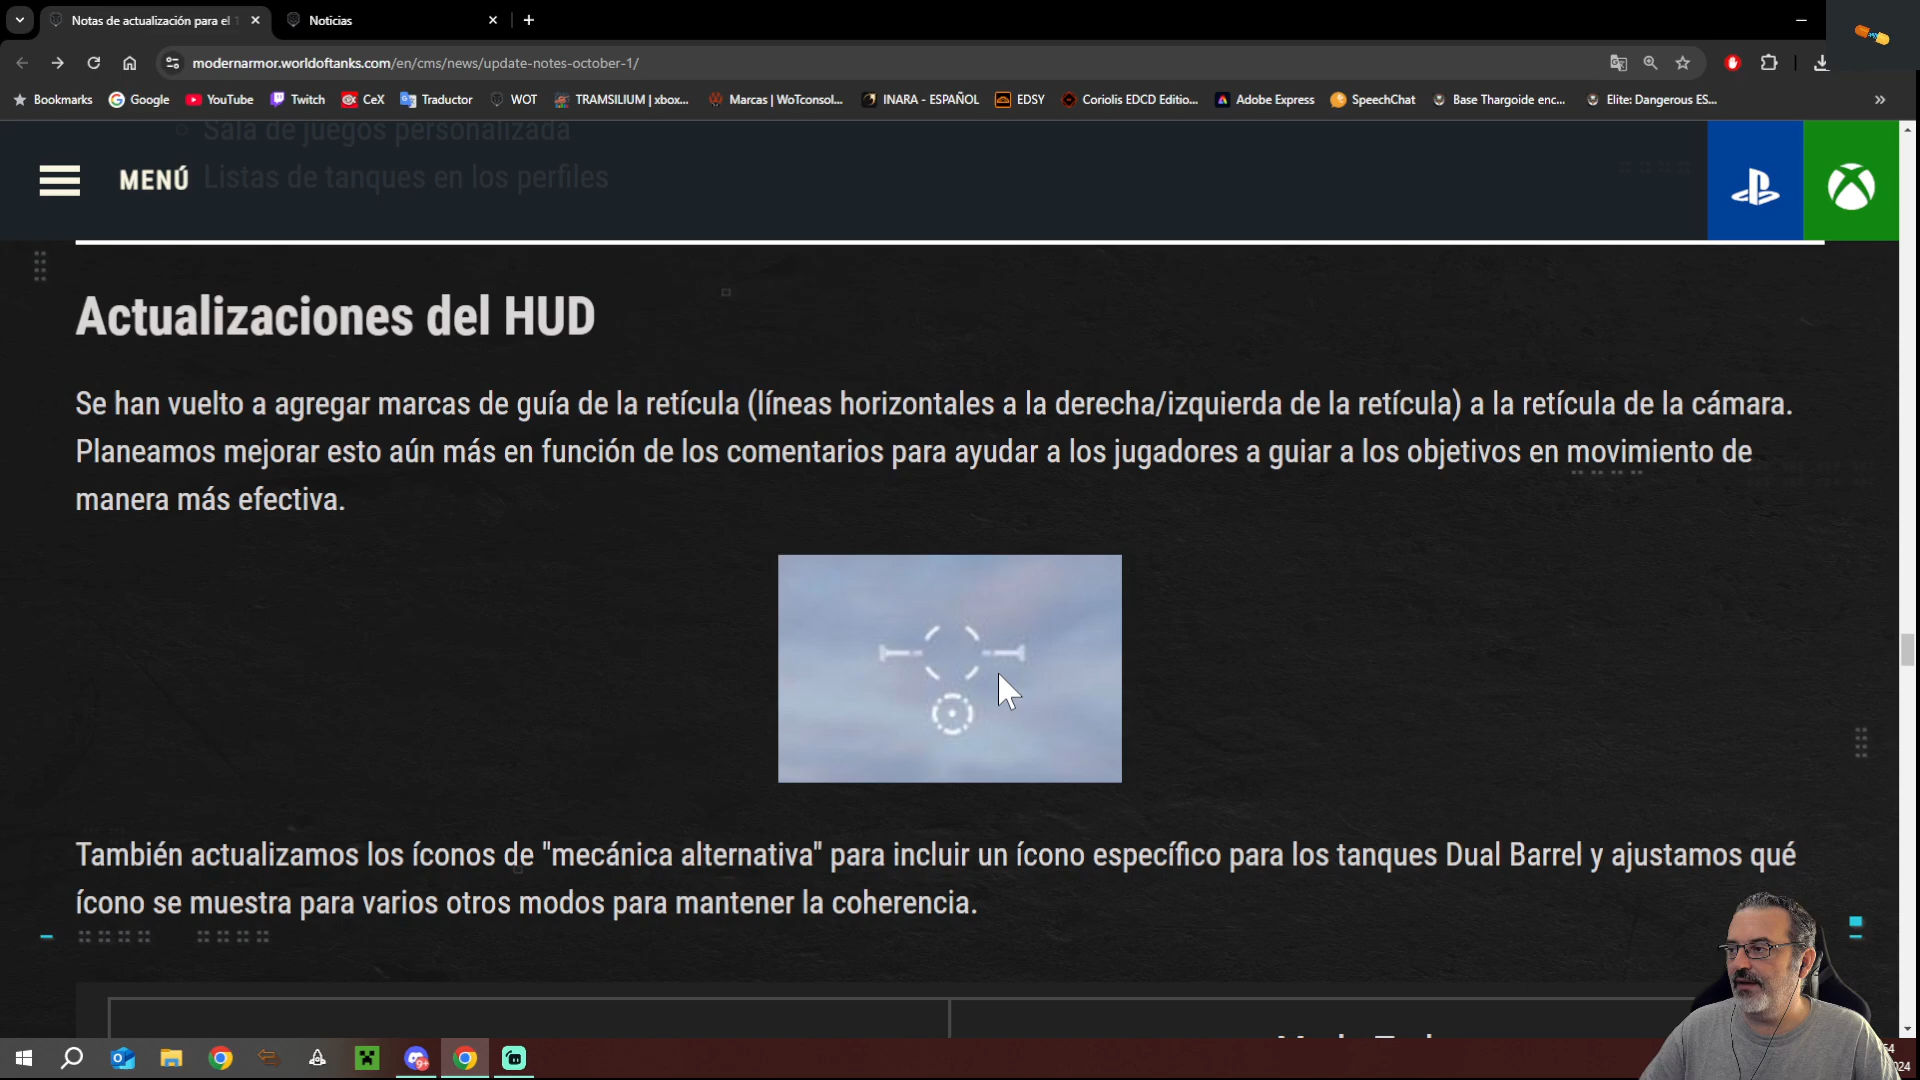 Notas de actualización para el 1
Noticias
modernarmor.worldoftanks.com/en/cms/news/update-notes-october-1/
Bookmarks
Google
YouTube
Twitch
CeX
Traductor
WOT
TRAMSILIUM | xbox...
Marcas | WoTconsol...
INARA - ESPAÑOL
EDSY
Coriolis EDCD Editio...
Adobe Express
SpeechChat
Base Thargoide enc...
Elite: Dangerous ES...
Sala de juegos personalizada
MENÚ
Listas de tanques en los perfiles
Actualizaciones del HUD
Se han vuelto a agregar marcas de guía de la retícula (líneas horizontales a la derecha/izquierda de la retícula) a la retícula de la cámara.
Planeamos mejorar esto aún más en función de los comentarios para ayudar a los jugadores a guiar a los objetivos en movimiento de
manera más efectiva.
También actualizamos los íconos de "mecánica alternativa" para incluir un ícono específico para los tanques Dual Barrel y ajustamos qué
ícono se muestra para varios otros modos para mantener la coherencia.